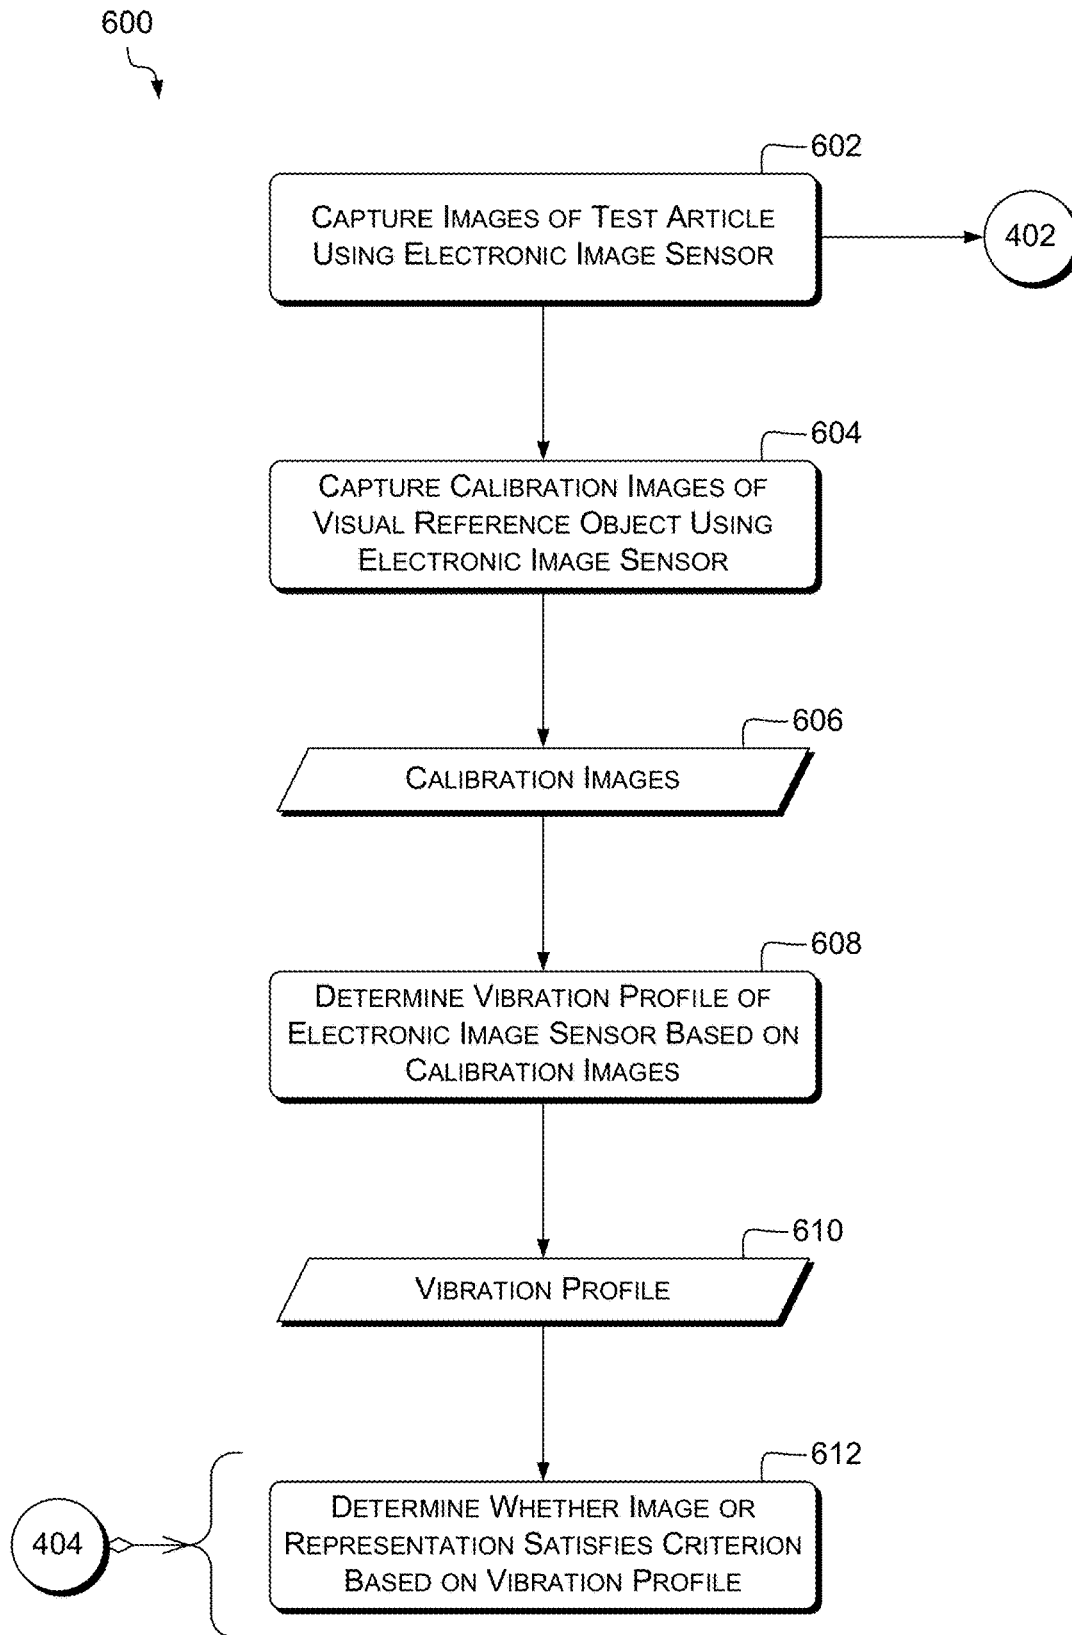 600
602
CAPTURE IMAGES OF TEST ARTICLE
USING ELECTRONIC IMAGE SENSOR
402
604
CAPTURE CALIBRATION IMAGES OF
VISUAL REFERENCE OBJECT USING
ELECTRONIC IMAGE SENSOR
606
CALIBRATION IMAGES
608
DETERMINE VIBRATION PROFILE OF
ELECTRONIC IMAGE SENSOR BASED ON
CALIBRATION IMAGES
610
VIBRATION PROFILE
612
404
DETERMINE WHETHER IMAGE OR
REPRESENTATION SATISFIES CRITERION
BASED ON VIBRATION PROFILE